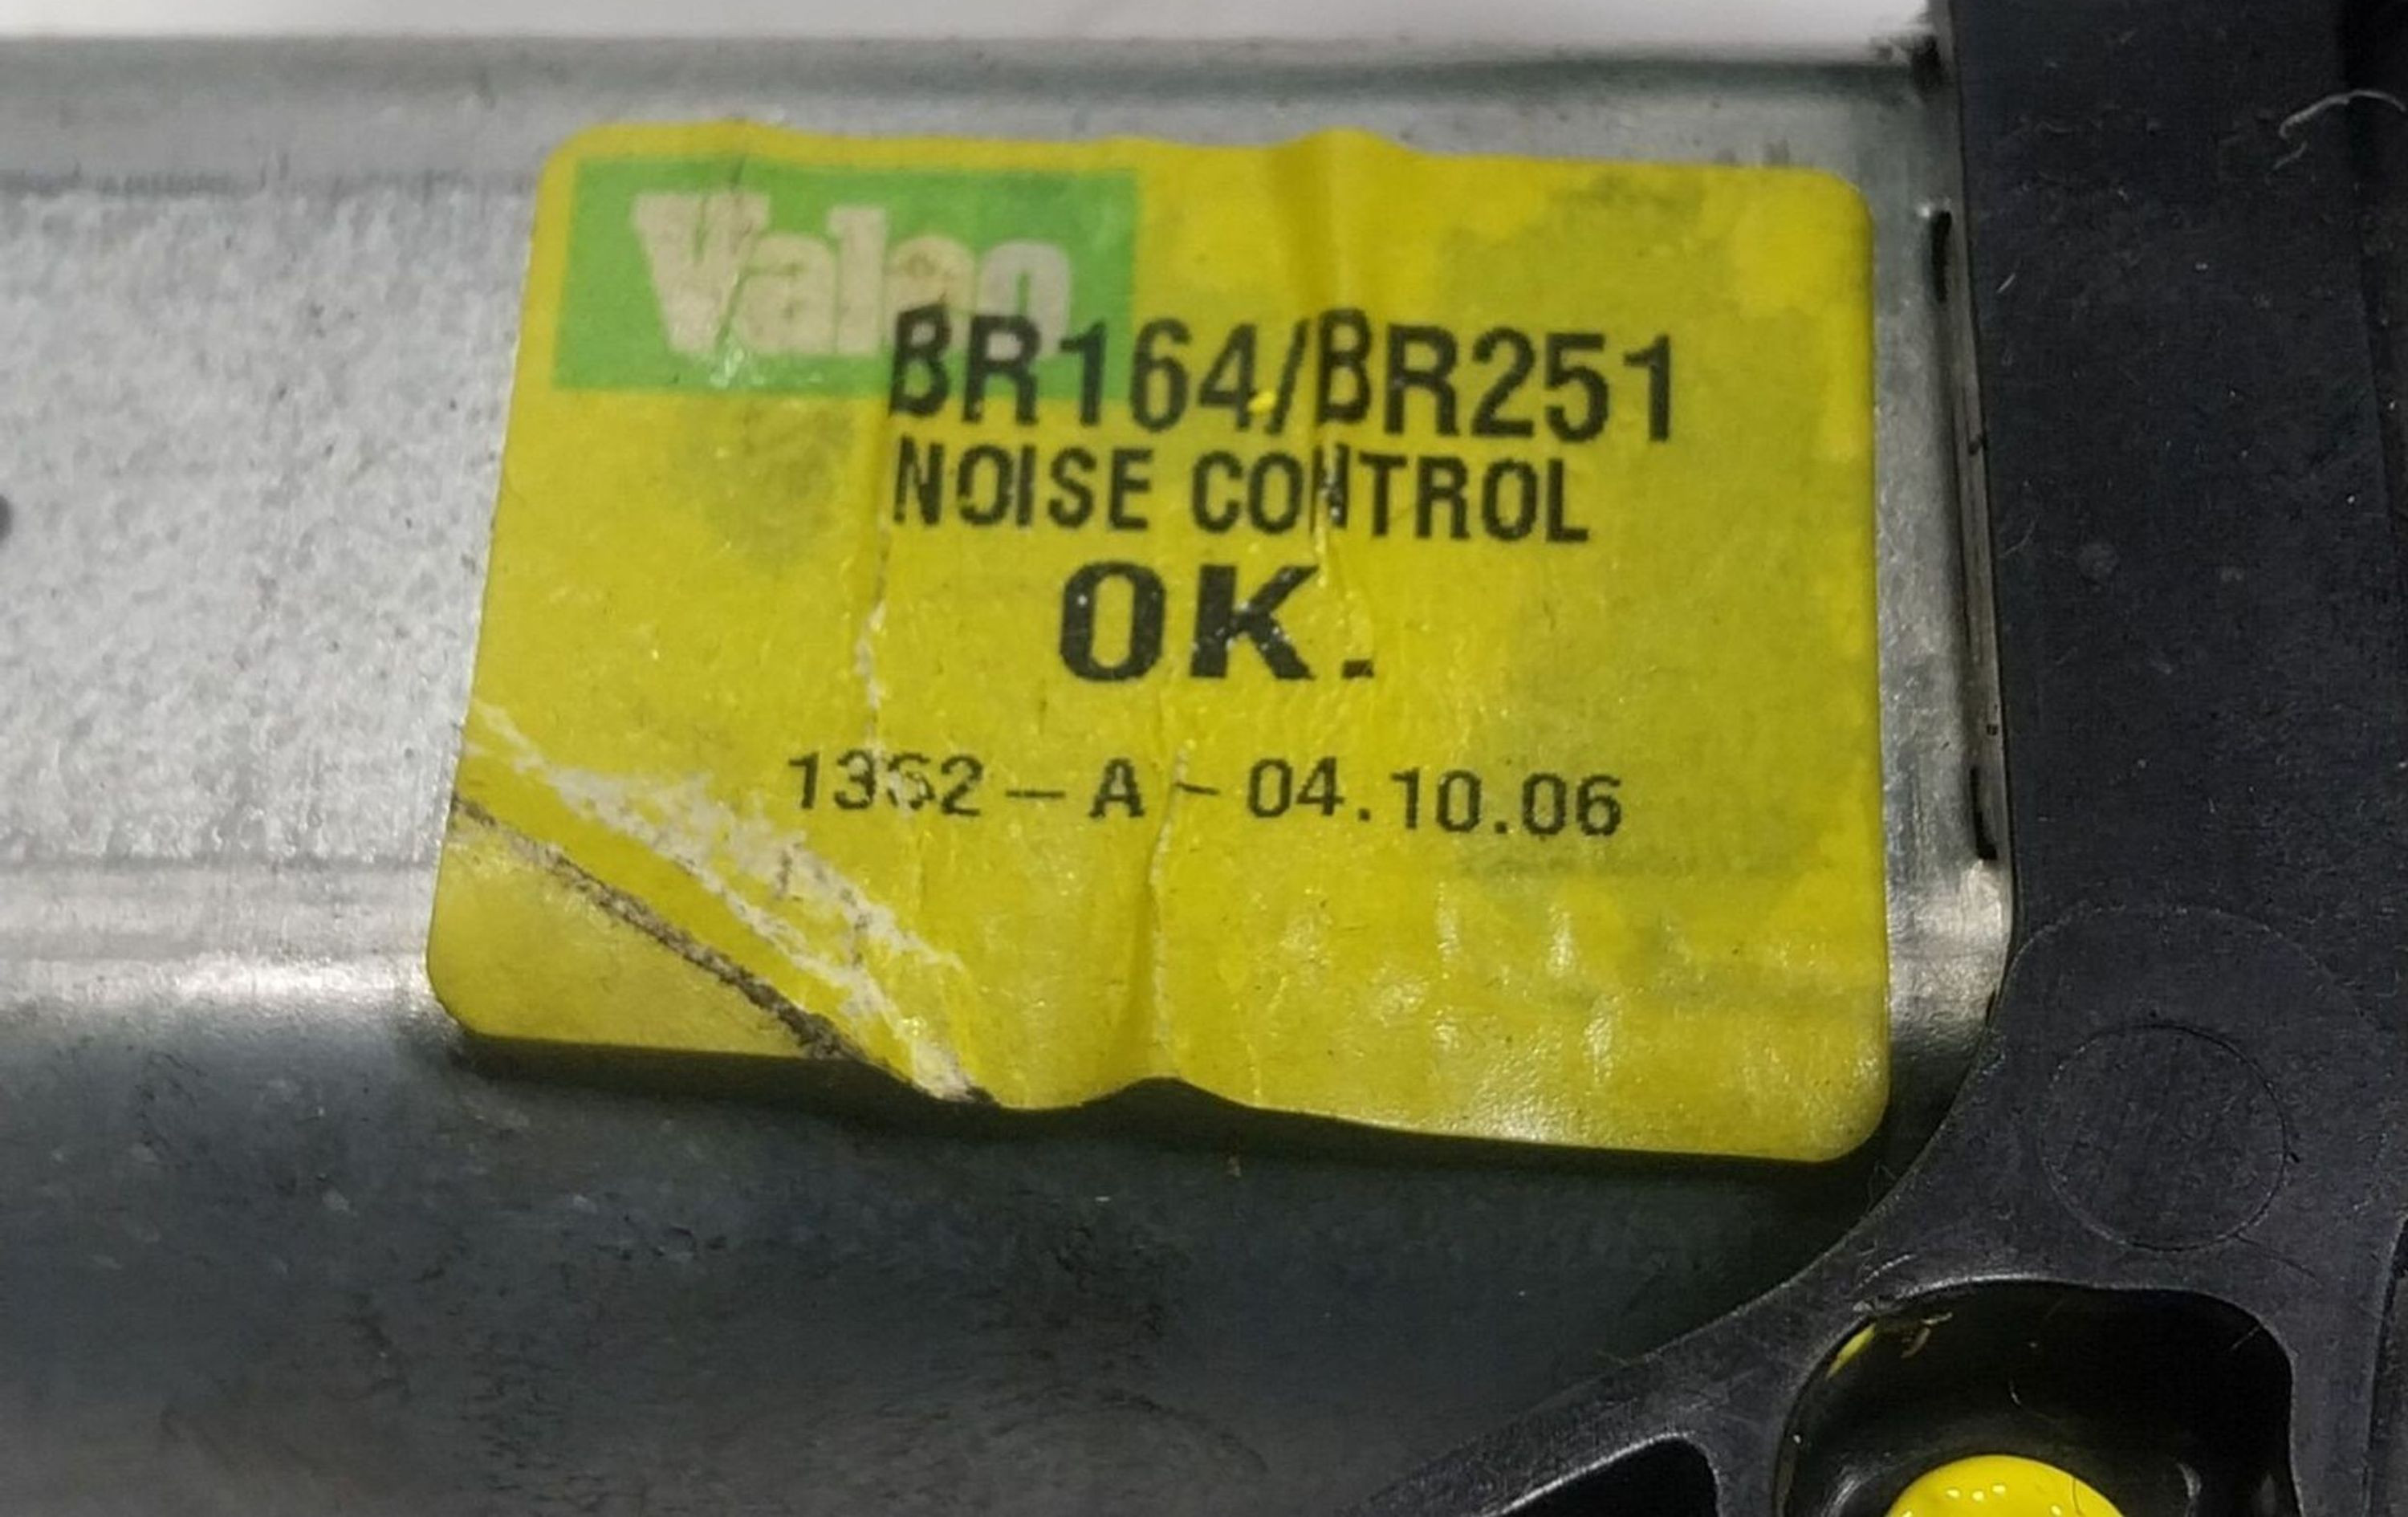 Valeo
BR164/BR251
NOISE CONTROL
OK.
1362 – A – 04.10.06